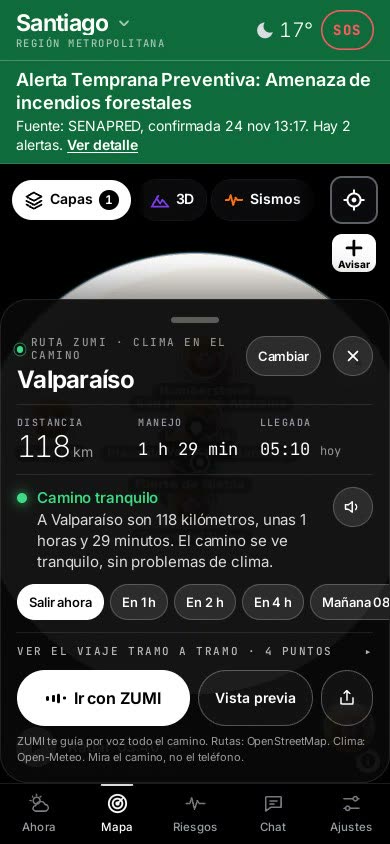 Santiago
REGIÓN METROPOLITANA
17°
SOS
Alerta Temprana Preventiva: Amenaza de
incendios forestales
Fuente: SENAPRED, confirmada 24 nov 13:17. Hay 2
alertas. Ver detalle
Capas 1
3D
Sismos
Avisar
RUTA ZUMI · CLIMA EN EL
CAMINO
Valparaíso
Cambiar
DISTANCIA
118 km
MANEJO
1 h 29 min
LLEGADA
05:10 hoy
Camino tranquilo
A Valparaíso son 118 kilómetros, unas 1
horas y 29 minutos. El camino se ve
tranquilo, sin problemas de clima.
Salir ahora
En 1 h
En 2 h
En 4 h
Mañana 08
VER EL VIAJE TRAMO A TRAMO · 4 PUNTOS
Ir con ZUMI
Vista previa
ZUMI te guía por voz todo el camino. Rutas: OpenStreetMap. Clima:
Open-Meteo. Mira el camino, no el teléfono.
Ahora
Mapa
Riesgos
Chat
Ajustes